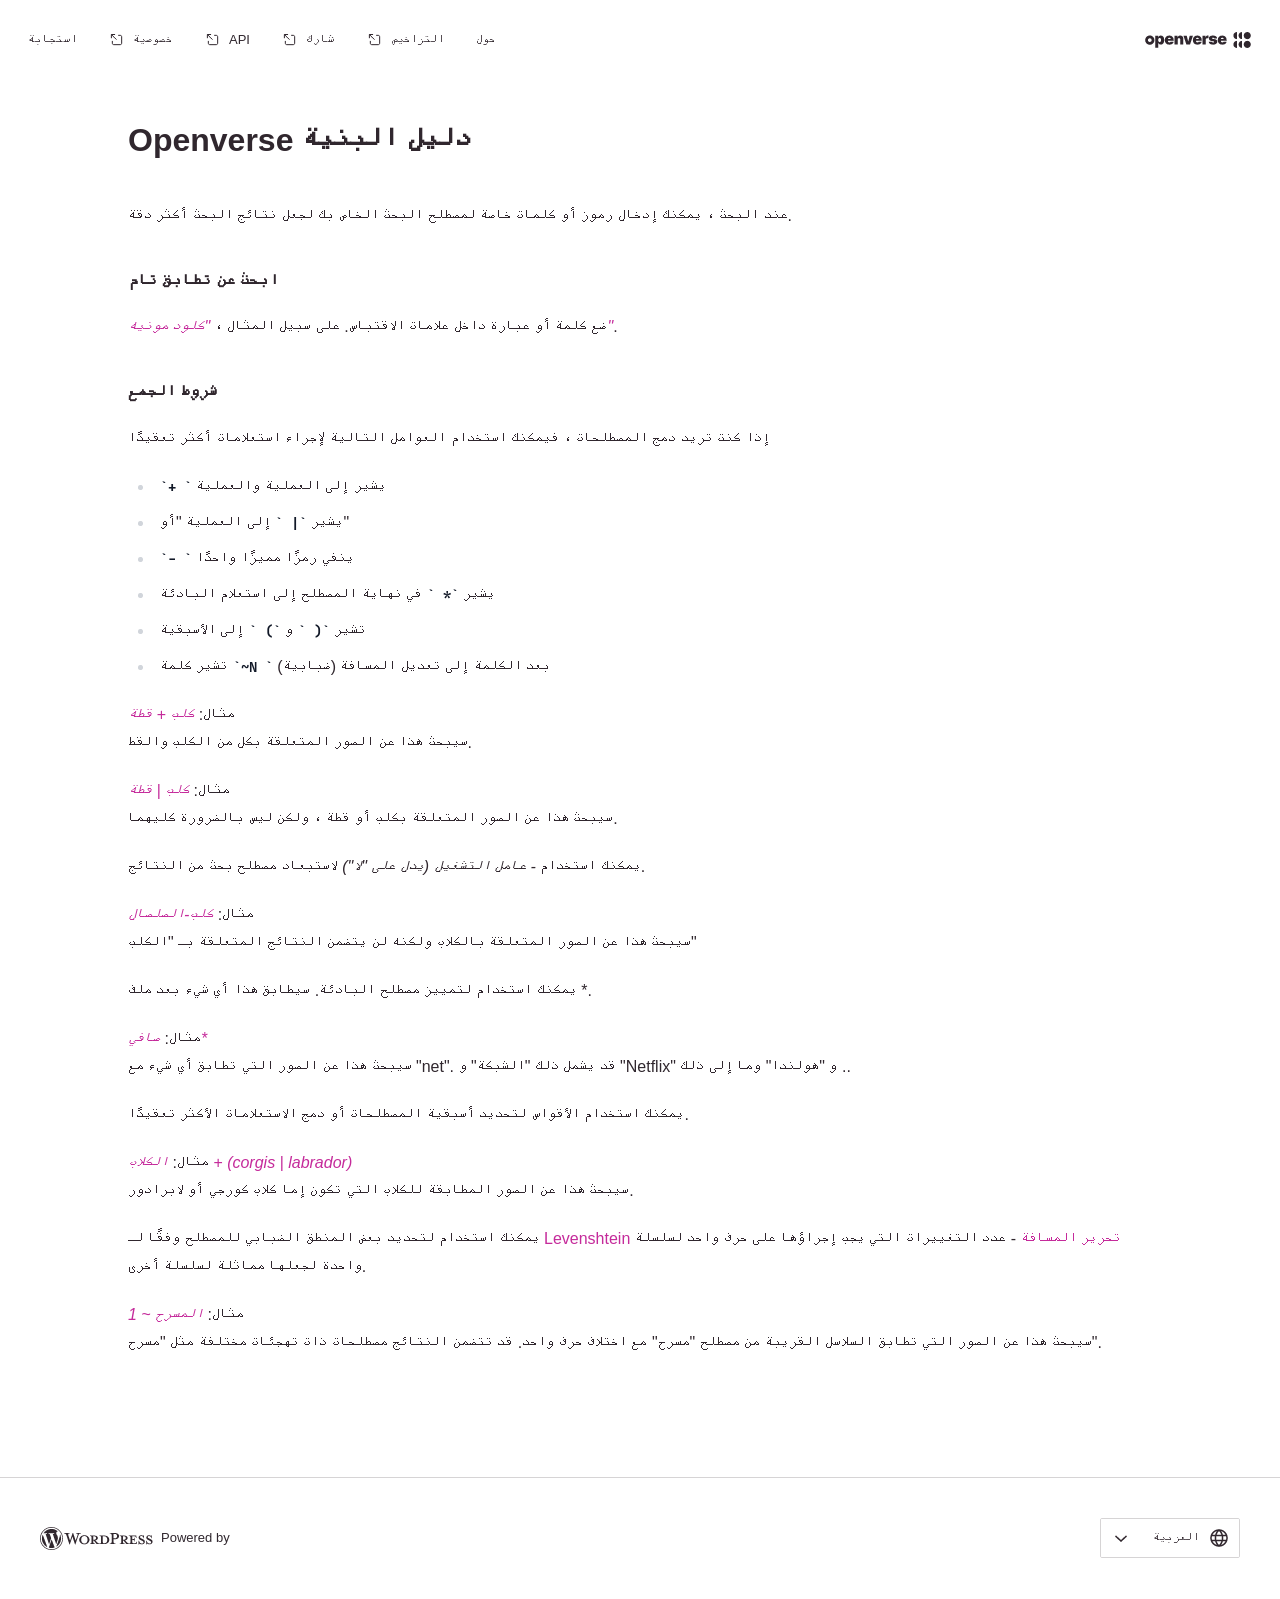 openverse
حول
التراخيص
شارك
API
خصوصية
استجابة
Openverse دليل البنية
عند البحث ، يمكنك إدخال رموز أو كلمات خاصة لمصطلح البحث الخاص بك لجعل نتائج البحث أكثر دقة.
ابحث عن تطابق تام
ضع كلمة أو عبارة داخل علامات الاقتباس. على سبيل المثال ، "كلود مونيه".
شروط الجمع
إذا كنت تريد دمج المصطلحات ، فيمكنك استخدام العوامل التالية لإجراء استعلامات أكثر تعقيدًا
`+ ` يشير إلى العملية والعملية
يشير `| ` إلى العملية "أو"
`- ` ينفي رمزًا مميزًا واحدًا
يشير `* ` في نهاية المصطلح إلى استعلام البادئة
تشير `( ` و `) ` إلى الأسبقية
تشير كلمة `~N ` بعد الكلمة إلى تعديل المسافة (ضبابية)
مثال: كلب + قطة
سيبحث هذا عن الصور المتعلقة بكل من الكلب والقط.
مثال: كلب | قطة
سيبحث هذا عن الصور المتعلقة بكلب أو قطة ، ولكن ليس بالضرورة كليهما.
يمكنك استخدام - عامل التشغيل (يدل على "لا") لاستبعاد مصطلح بحث من النتائج.
مثال: كلب-الصلصال
سيبحث هذا عن الصور المتعلقة بالكلاب ولكنه لن يتضمن النتائج المتعلقة بـ "الكلب"
يمكنك استخدام لتمييز مصطلح البادئة. سيطابق هذا أي شيء بعد ملف *.
مثال: صافي*
سيبحث هذا عن الصور التي تطابق أي شيء مع "net". قد يشمل ذلك "الشبكة" و "Netflix" و "هولندا" وما إلى ذلك ..
يمكنك استخدام الأقواس لتحديد أسبقية المصطلحات أو دمج الاستعلامات الأكثر تعقيدًا.
مثال: الكلاب + (corgis | labrador)
سيبحث هذا عن الصور المطابقة للكلاب التي تكون إما كلاب كورجي أو لابرادور.
يمكنك استخدام لتحديد بعض المنطق الضبابي للمصطلح وفقًا لـ Levenshtein تحرير المسافة - عدد التغييرات التي يجب إجراؤها على حرف واحد لسلسلة
واحدة لجعلها مماثلة لسلسلة أخرى.
مثال: المسرح ~ 1
سيبحث هذا عن الصور التي تطابق السلاسل القريبة من مصطلح "مسرح" مع اختلاف حرف واحد. قد تتضمن النتائج مصطلحات ذات تهجئات مختلفة مثل "مسرح".
العربية
Powered by WORDPRESS